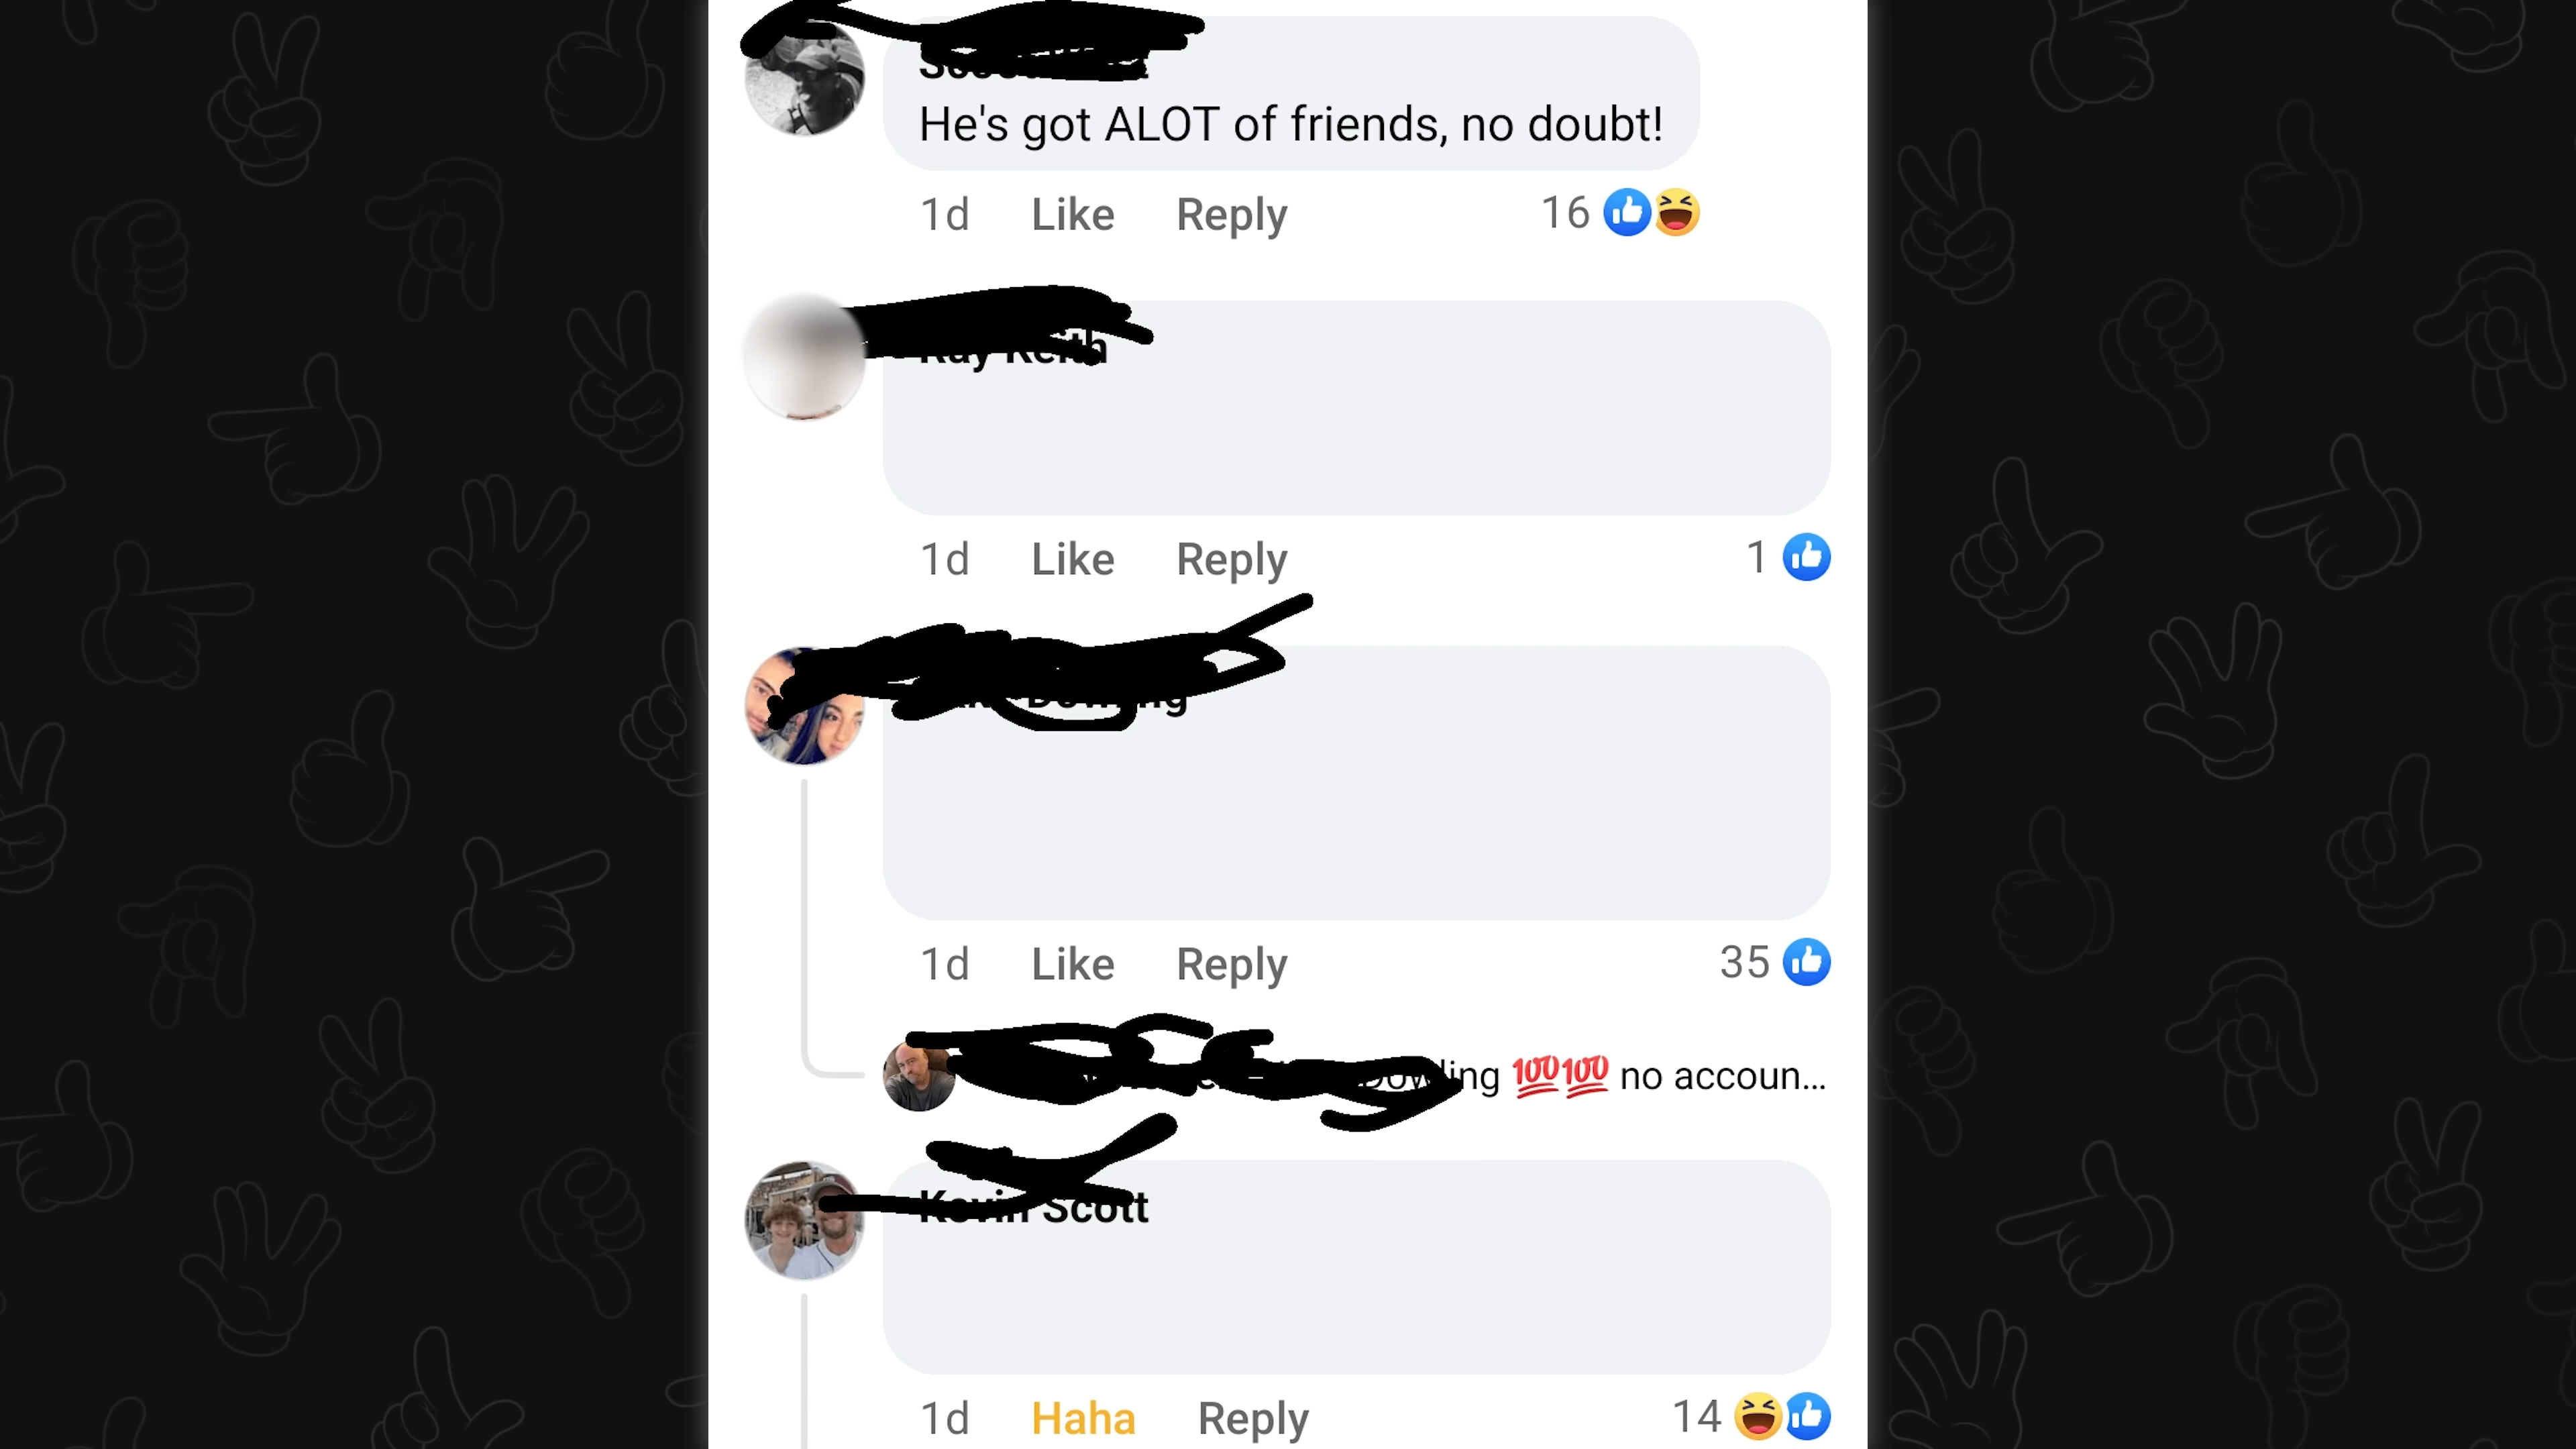 He's got ALOT of friends, no doubt!
1d Like Reply 16
1d Like Reply 1
1d Like Reply 35
💯💯 no accoun...
Scott
1d Haha Reply 14